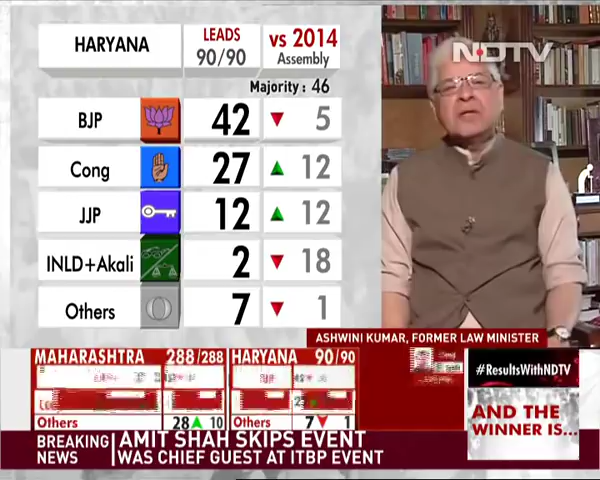 HARYANA
LEADS
90/90
vs 2014
Assembly
NDTV
Majority : 46
BJP 42 5
Cong 27 12
JJP 12 12
INLD+Akali 2 18
Others 7 1
ASHWINI KUMAR, FORMER LAW MINISTER
MAHARASHTRA 288/288
HARYANA 90/90
Others 28 10
Others 7 1
#ResultsWithNDTV
AND THE
WINNER IS...
BREAKING
NEWS
AMIT SHAH SKIPS EVENT
WAS CHIEF GUEST AT ITBP EVENT